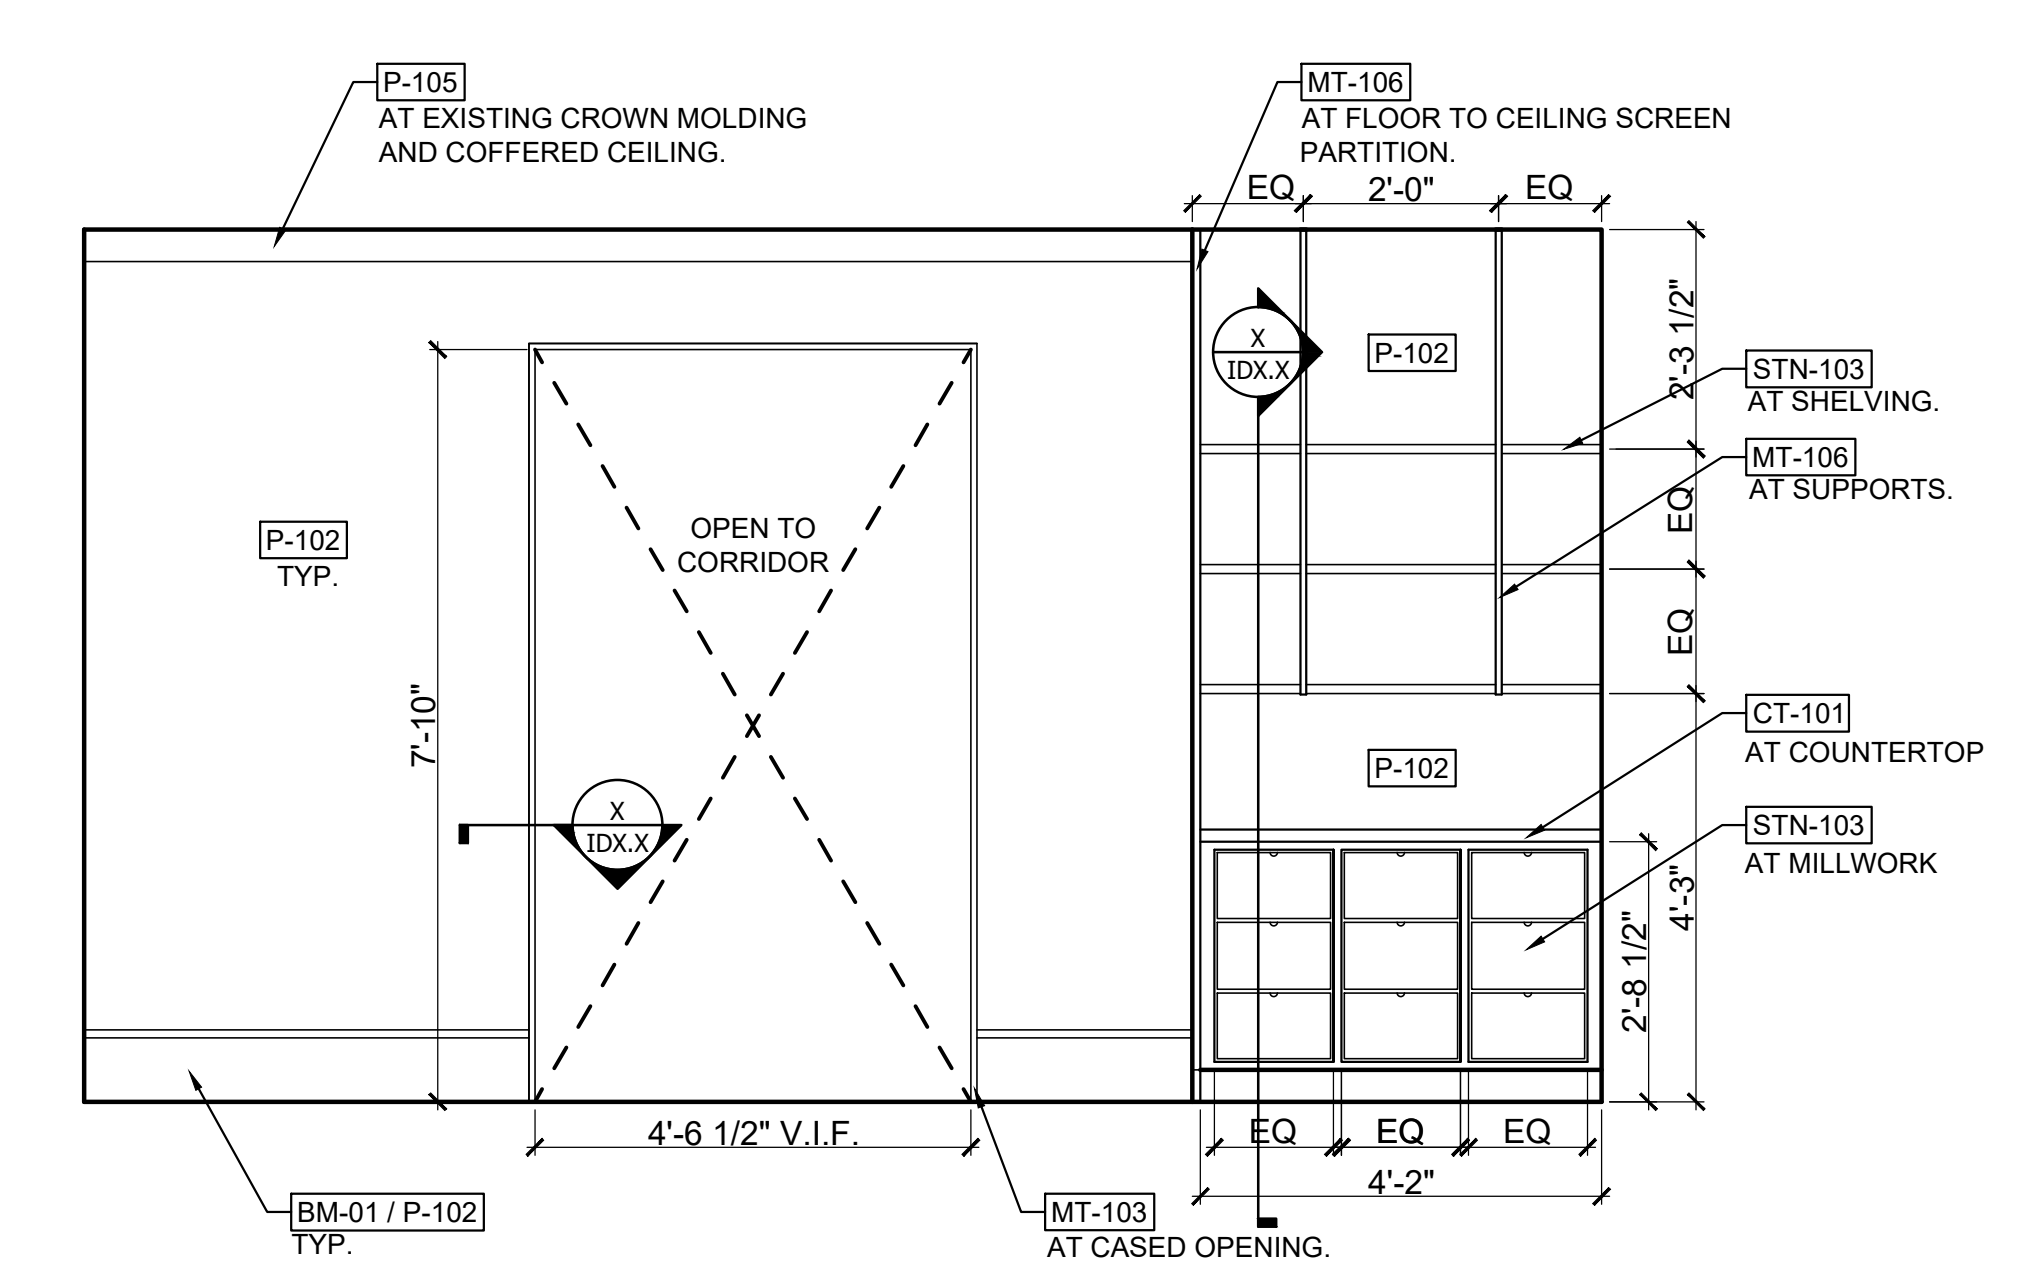 P-105
AT EXISTING CROWN MOLDING
AND COFFERED CEILING.
MT-106
AT FLOOR TO CEILING SCREEN
PARTITION.
EQ
2'-0"
EQ
2'-3 1/2"
X
IDX.X
P-102
STN-103
AT SHELVING.
MT-106
AT SUPPORTS.
EQ
EQ
P-102
TYP.
OPEN TO
CORRIDOR
7'-10"
X
IDX.X
P-102
CT-101
AT COUNTERTOP
STN-103
AT MILLWORK
4'-3"
2'-8 1/2"
4'-6 1/2" V.I.F.
EQ
EQ
EQ
4'-2"
BM-01 / P-102
TYP.
MT-103
AT CASED OPENING.